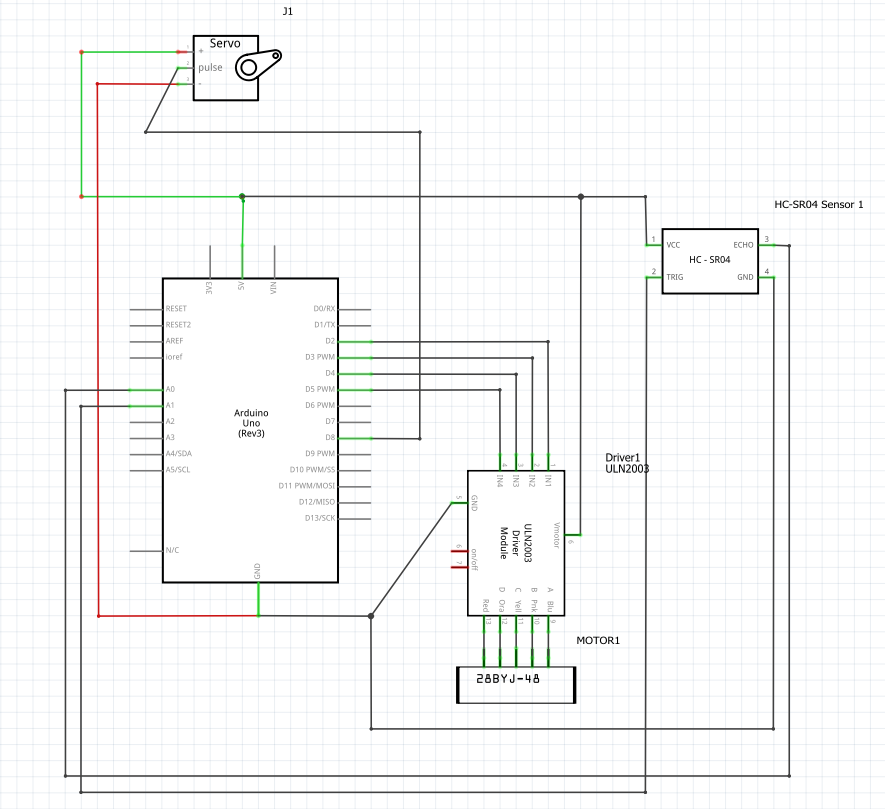 J1
Servo
+
pulse
-
HC-SR04 Sensor 1
1
VCC
ECHO
3
HC - SR04
2
TRIG
GND
4
3V3
5V
VIN
RESET
D0/RX
RESET2
D1/TX
AREF
D2
ioref
D3 PWM
D4
A0
D5 PWM
A1
D6 PWM
Arduino
Uno
(Rev3)
A2
D7
A3
D8
A4/SDA
D9 PWM
A5/SCL
D10 PWM/SS
D11 PWM/MOSI
D12/MISO
D13/SCK
N/C
GND
Driver1
ULN2003
4
3
2
1
IN4
IN3
IN2
IN1
5
GND
ULN2003
Driver
Module
Vmotor
6
on/off
7
D
C
B
A
Red
Ora
Yell
Pnk
Blu
13
12
11
10
9
MOTOR1
28BYJ-48